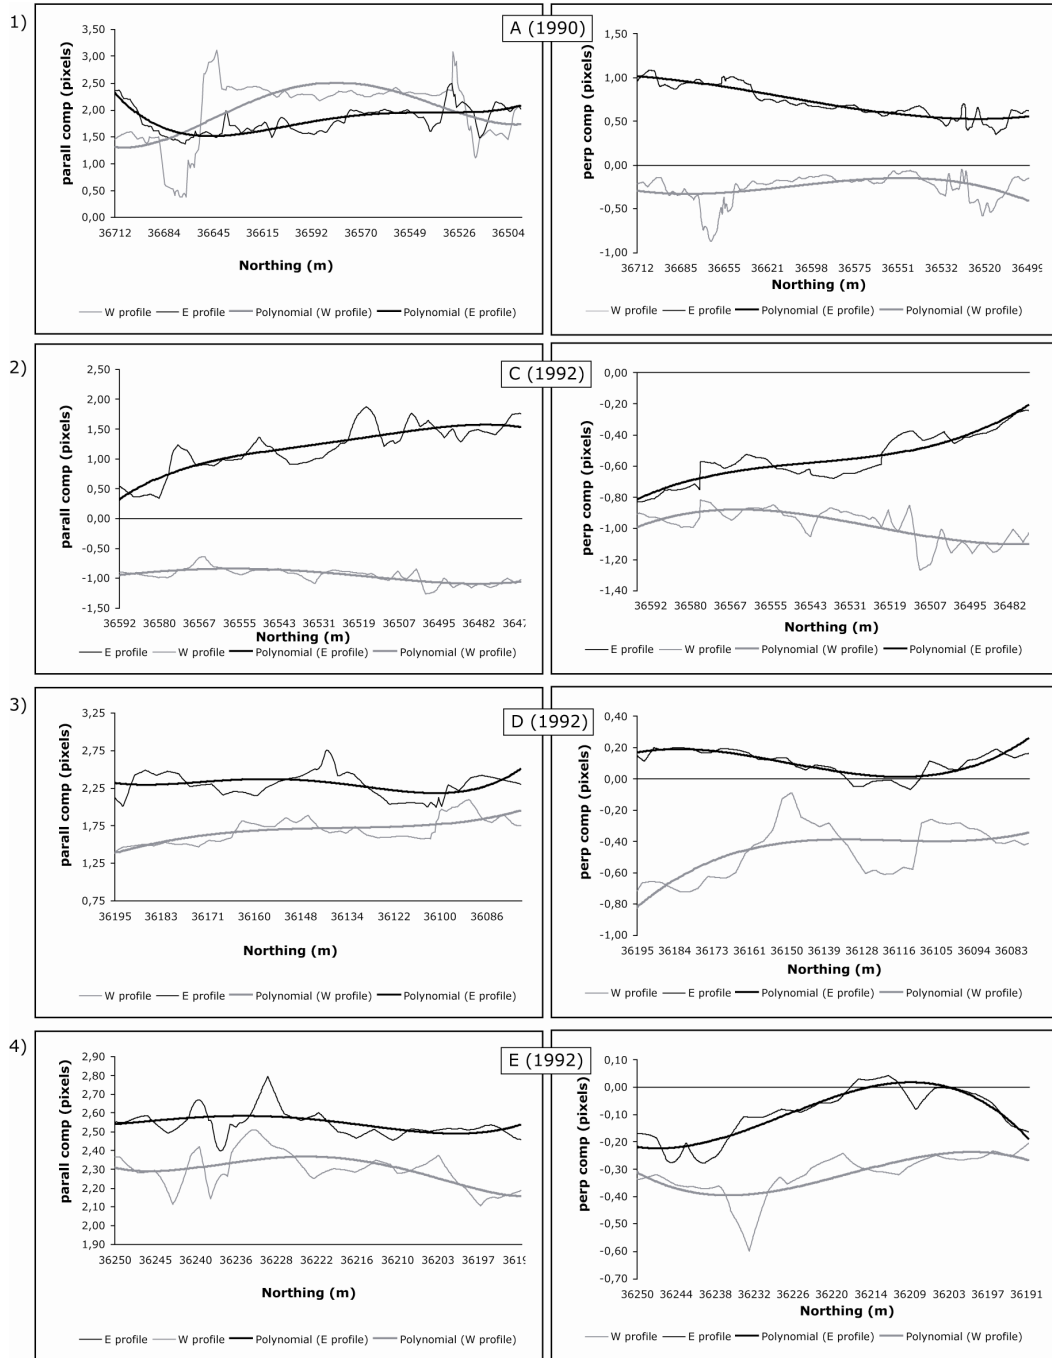 1)
A (1990)
parall comp (pixels)
3,50
3,00
2,50
2,00
1,50
1,00
0,50
0,00
36712 36684 36645 36615 36592 36570 36549 36526 36504
Northing (m)
W profile E profile Polynomial (W profile) Polynomial (E profile)
perp comp (pixels)
1,50
1,00
0,50
0,00
-0,50
-1,00
36712 36685 36655 36621 36598 36575 36551 36532 36520 36499
Northing (m)
W profile E profile Polynomial (E profile) Polynomial (W profile)
2)
C (1992)
parall comp (pixels)
2,50
2,00
1,50
1,00
0,50
0,00
-0,50
-1,00
-1,50
36592 36580 36567 36555 36543 36531 36519 36507 36495 36482 3647
Northing (m)
E profile W profile Polynomial (E profile) Polynomial (W profile)
perp comp (pixels)
0,00
-0,20
-0,40
-0,60
-0,80
-1,00
-1,20
-1,40
36592 36580 36567 36555 36543 36531 36519 36507 36495 36482
Northing (m)
E profile W profile Polynomial (W profile) Polynomial (E profile)
3)
D (1992)
parall comp (pixels)
3,25
2,75
2,25
1,75
1,25
0,75
36195 36183 36171 36160 36148 36134 36122 36100 36086
Northing (m)
W profile E profile Polynomial (W profile) Polynomial (E profile)
perp comp (pixels)
0,40
0,20
0,00
-0,20
-0,40
-0,60
-0,80
-1,00
36195 36184 36173 36161 36150 36139 36128 36116 36105 36094 36083
Northing (m)
W profile E profile Polynomial (E profile) Polynomial (W profile)
4)
E (1992)
parall comp (pixels)
2,90
2,80
2,70
2,60
2,50
2,40
2,30
2,20
2,10
2,00
1,90
36250 36245 36240 36236 36228 36222 36216 36210 36203 36197 3619
Northing (m)
E profile W profile Polynomial (E profile) Polynomial (W profile)
perp comp (pixels)
0,10
0,00
-0,10
-0,20
-0,30
-0,40
-0,50
-0,60
-0,70
36250 36244 36238 36232 36226 36220 36214 36209 36203 36197 36191
Northing (m)
W profile E profile Polynomial (E profile) Polynomial (W profile)